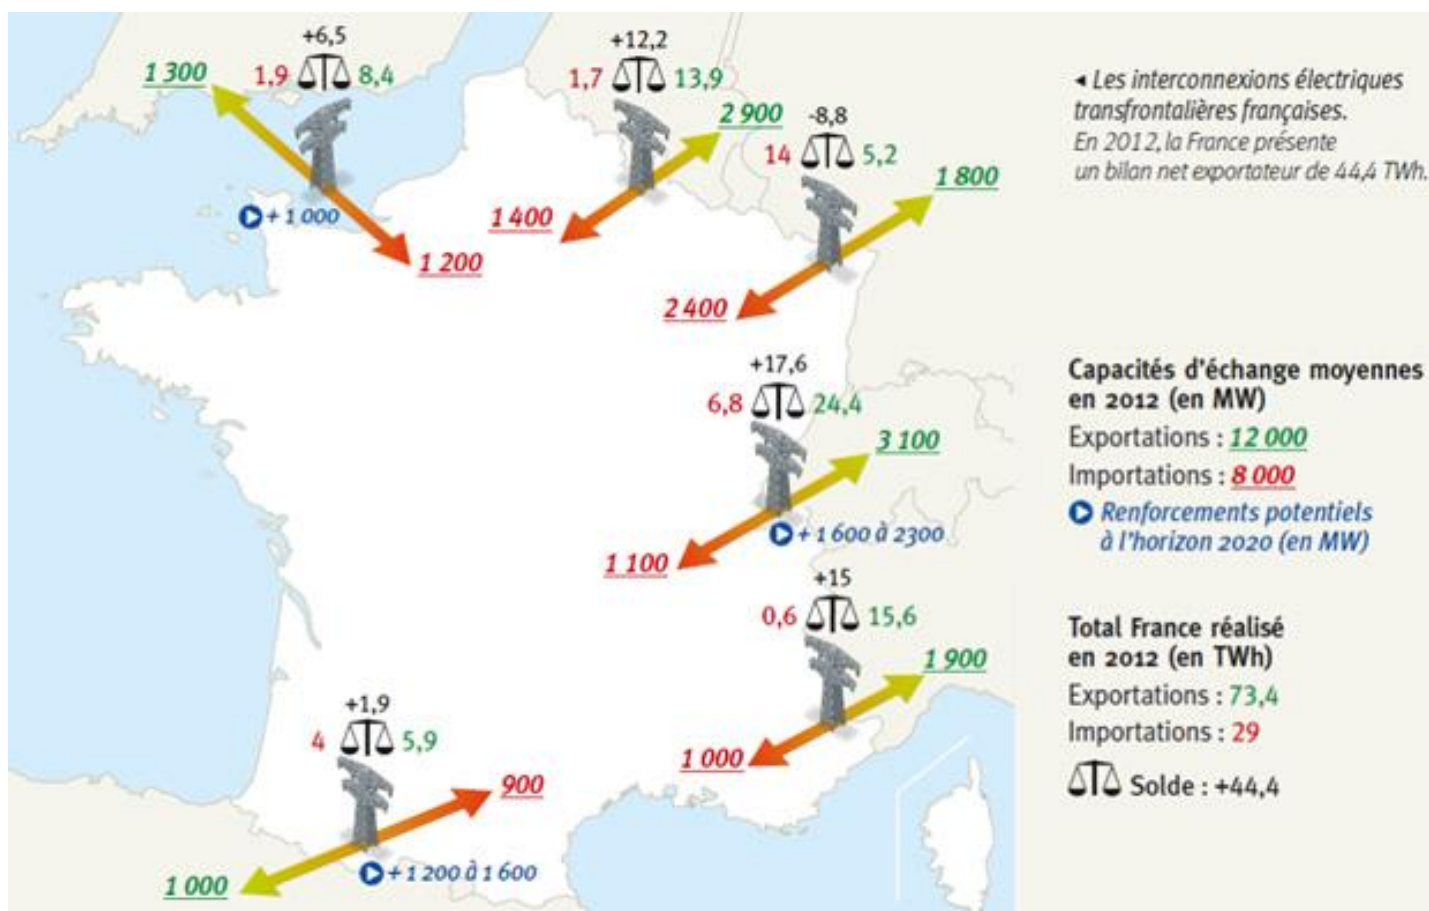 +6,5
1,9 8,4
1 300
+ 1 000
1 200
+12,2
1,7 13,9
2 900
1 400
-8,8
14 5,2
1 800
2 400
+17,6
6,8 24,4
3 100
+ 1 600 à 2300
1 100
+15
0,6 15,6
1 900
1 000
+1,9
4 5,9
900
+ 1 200 à 1 600
1 000
◂ Les interconnexions électriques
transfrontalières françaises.
En 2012, la France présente
un bilan net exportateur de 44,4 TWh.
Capacités d'échange moyennes
en 2012 (en MW)
Exportations : 12 000
Importations : 8 000
Renforcements potentiels
à l'horizon 2020 (en MW)
Total France réalisé
en 2012 (en TWh)
Exportations : 73,4
Importations : 29
Solde : +44,4